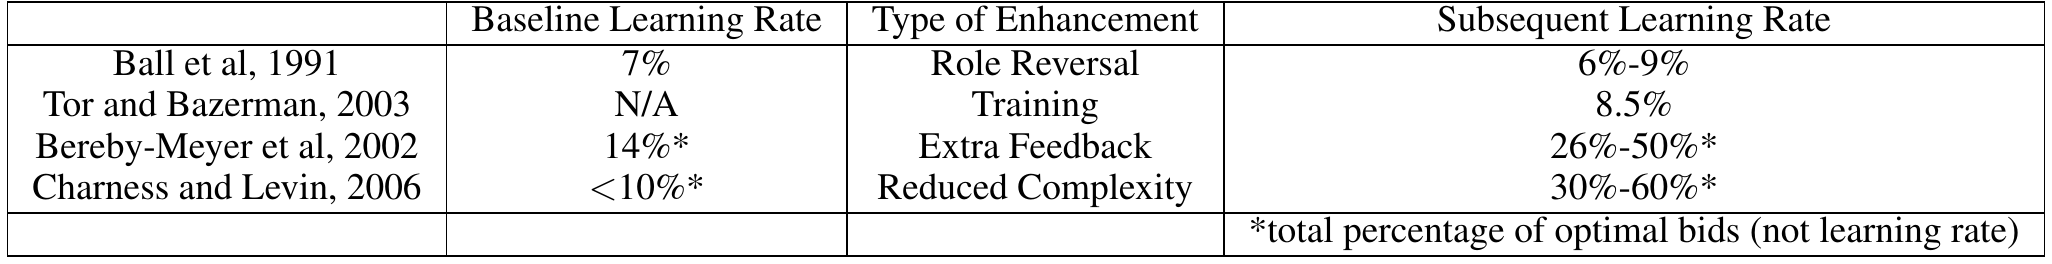 Baseline Learning Rate Type of Enhancement Subsequent Learning Rate
Ball et al, 1991 7% Role Reversal 6%-9%
Tor and Bazerman, 2003 N/A Training 8.5%
Bereby-Meyer et al, 2002 14%* Extra Feedback 26%-50%*
Charness and Levin, 2006 <10%* Reduced Complexity 30%-60%*
*total percentage of optimal bids (not learning rate)